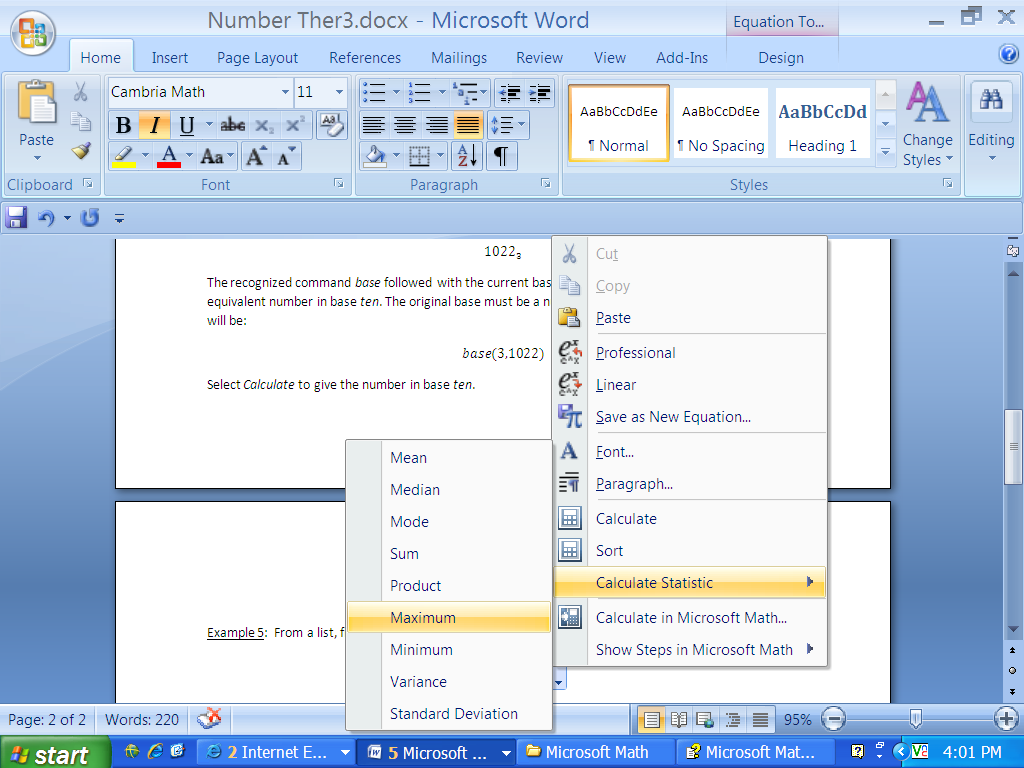 Number Ther3.docx - Microsoft Word
Equation To...
Home Insert Page Layout References Mailings Review View Add-Ins Design
Paste
Clipboard
Cambria Math 11
B I U abe x₂ x²
Aa A A
Font
Paragraph
AaBbCcDdEe AaBbCcDdEe AaBbCcDd
¶ Normal ¶ No Spacing Heading 1
Change Styles
Styles
Editing
1022₃
The recognized command base followed with the current bas
equivalent number in base ten. The original base must be a n
will be:
base(3,1022)
Select Calculate to give the number in base ten.
Example 5: From a list, f
Cut
Copy
Paste
Professional
Linear
Save as New Equation...
Font...
Paragraph...
Calculate
Sort
Calculate Statistic
Calculate in Microsoft Math...
Show Steps in Microsoft Math
Mean
Median
Mode
Sum
Product
Maximum
Minimum
Variance
Standard Deviation
Page: 2 of 2 Words: 220 95%
start 2 Internet E... 5 Microsoft ... Microsoft Math Microsoft Mat... 4:01 PM